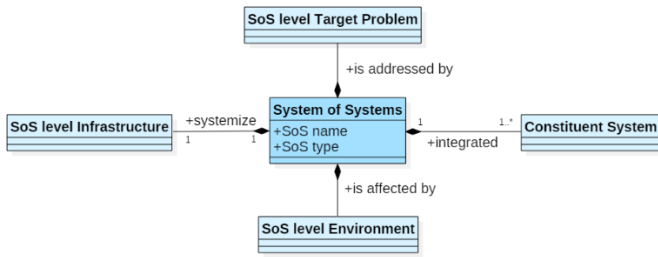 SoS level Target Problem
+is addressed by
SoS level Infrastructure
+systemize
1
1
System of Systems
+SoS name
+SoS type
1
1..*
+integrated
Constituent System
+is affected by
SoS level Environment